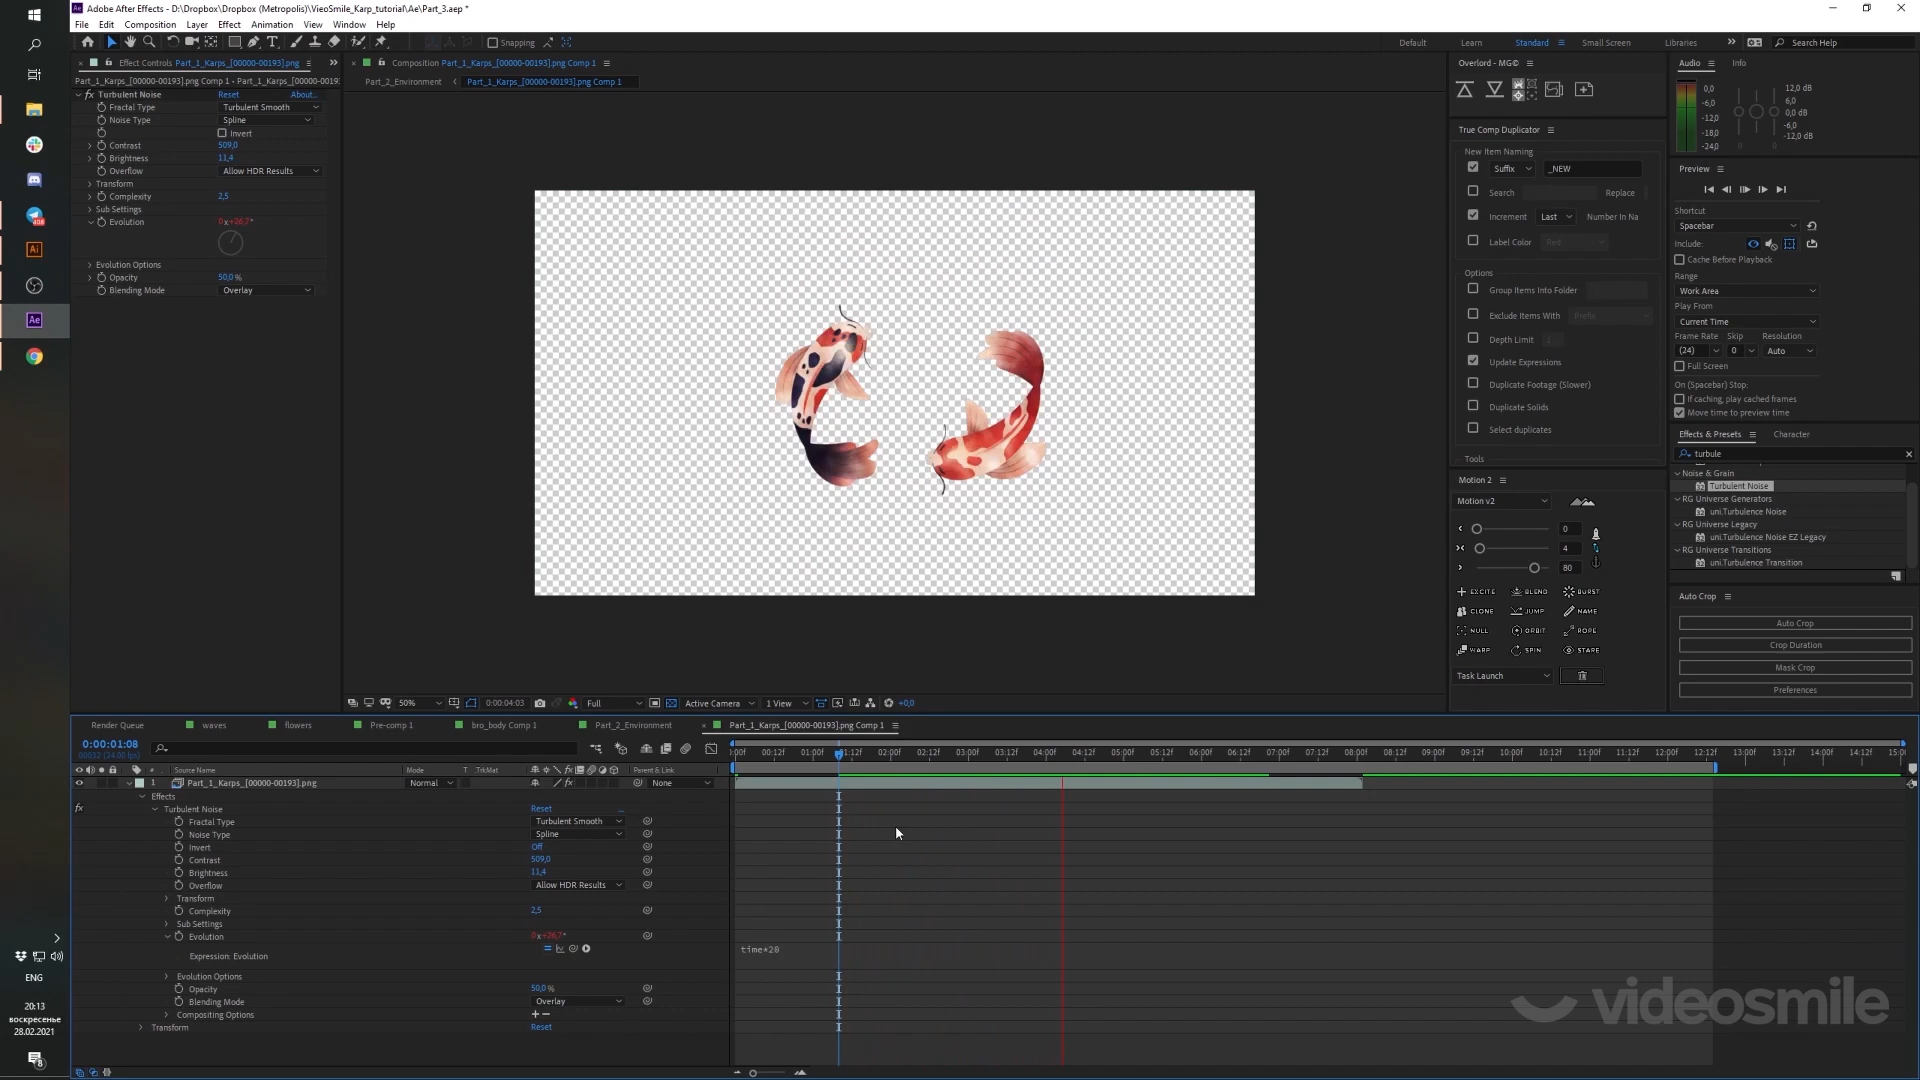 Adobe After Effects - D:\Dropbox\Dropbox (Metropolis)\VieoSmile_Karp_tutorial\Ae\Part_3.aep *
File Edit Composition Layer Effect Animation View Window Help
Snapping
Default Learn Standard Small Screen Libraries Search Help
Effect Controls Part_1_Karps_[00000-00193].png
Part_1_Karps_[00000-00193].png Comp 1 • Part_1_Karps_[00000-0019
fx Turbulent Noise Reset About...
Fractal Type Turbulent Smooth
Noise Type Spline
Invert
Contrast 509,0
Brightness 11,4
Overflow Allow HDR Results
Transform
Complexity 2,5
Sub Settings
Evolution 0x+26,7°
Evolution Options
Opacity 50,0 %
Blending Mode Overlay
Composition Part_1_Karps_[00000-00193].png Comp 1
Part_2_Environment Part_1_Karps_[00000-00193].png Comp 1
50% 0:00:04:03 Full Active Camera 1 View +0,0
Overlord - MG©
True Comp Duplicator
New Item Naming
Suffix _NEW
Search Replace
Increment Last Number In Na
Label Color Red
Options
Group Items Into Folder
Exclude Items With Prefix
Depth Limit
Update Expressions
Duplicate Footage (Slower)
Duplicate Solids
Select duplicates
Tools
Motion 2
Motion v2
0
4
80
EXCITE BLEND BURST
CLONE JUMP NAME
NULL ORBIT ROPE
WARP SPIN STARE
Task Launch
Audio Info
0,0
-6,0
-12,0
-18,0
-24,0
12,0 dB
6,0
0,0 dB
-6,0
-12,0 dB
0 0
Preview
Shortcut
Spacebar
Include:
Cache Before Playback
Range
Work Area
Play From
Current Time
Frame Rate Skip Resolution
(24) 0 Auto
Full Screen
On (Spacebar) Stop:
If caching, play cached frames
Move time to preview time
Effects & Presets Character
turbule
Noise & Grain
Turbulent Noise
RG Universe Generators
uni.Turbulence Noise
RG Universe Legacy
uni.Turbulence Noise EZ Legacy
RG Universe Transitions
uni.Turbulence Transition
Auto Crop
Auto Crop
Crop Duration
Mask Crop
Preferences
Render Queue waves flowers Pre-comp 1 bro_body Comp 1 Part_2_Environment Part_1_Karps_[00000-00193].png Comp 1
0:00:01:08
00032 (24.00 fps)
:00f 00:12f 01:00f 01:12f 02:00f 02:12f 03:00f 03:12f 04:00f 04:12f 05:00f 05:12f 06:00f 06:12f 07:00f 07:12f 08:00f 08:12f 09:00f 09:12f 10:00f 10:12f 11:00f 11:12f 12:00f 12:12f 13:00f 13:12f 14:00f 14:12f 15:0
# Source Name Mode T .TrkMat Parent & Link
1 Part_1_Karps_[00000-00193].png Normal None
Effects
fx Turbulent Noise Reset ...
Fractal Type Turbulent Smooth
Noise Type Spline
Invert Off
Contrast 509,0
Brightness 11,4
Overflow Allow HDR Results
Transform
Complexity 2,5
Sub Settings
Evolution 0x+26,7°
Expression: Evolution time*20
Evolution Options
Opacity 50,0 %
Blending Mode Overlay
Compositing Options + −
Transform Reset
Ai
Ae
ENG
20:13
воскресенье
28.02.2021
8
videosmile